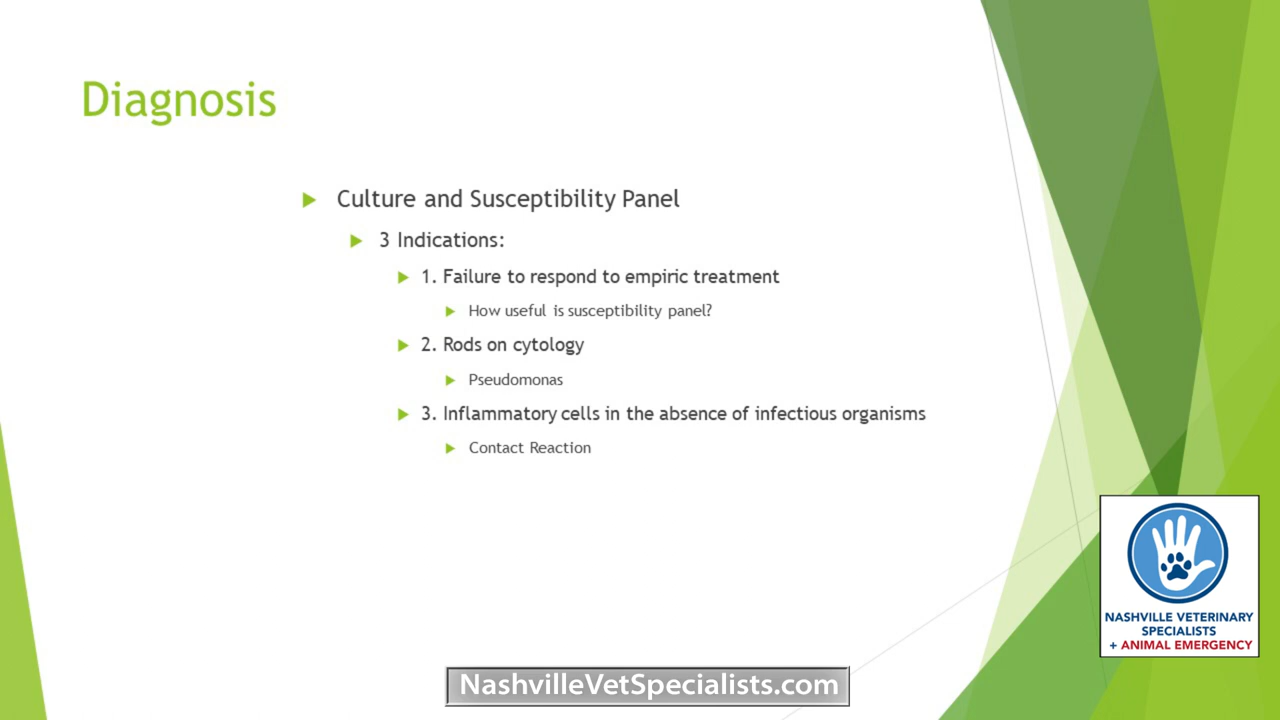 Diagnosis
Culture and Susceptibility Panel
3 Indications:
1. Failure to respond to empiric treatment
How useful is susceptibility panel?
2. Rods on cytology
Pseudomonas
3. Inflammatory cells in the absence of infectious organisms
Contact Reaction
NASHVILLE VETERINARY
SPECIALISTS
+ ANIMAL EMERGENCY
NashvilleVetSpecialists.com